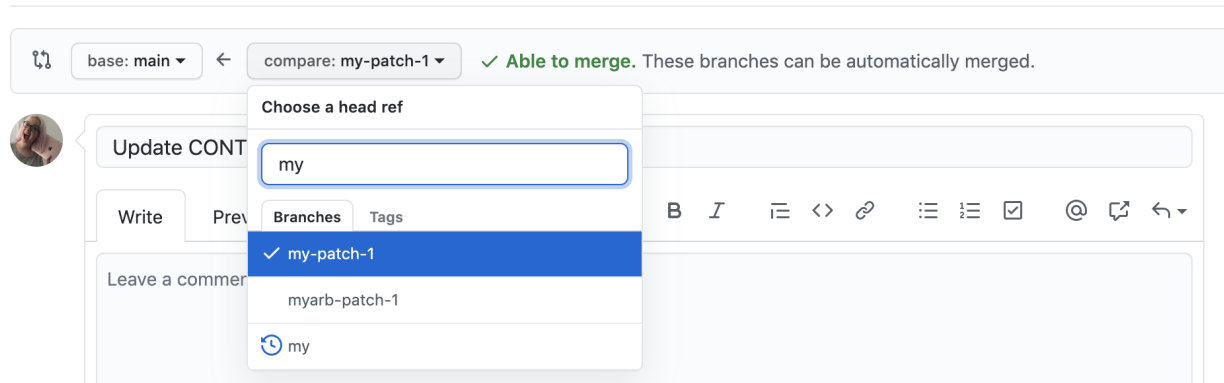 base: main compare: my-patch-1 Able to merge. These branches can be automatically merged.
Choose a head ref
Update CONT
my
Write Prev
Branches Tags
my-patch-1
Leave a commer
myarb-patch-1
my